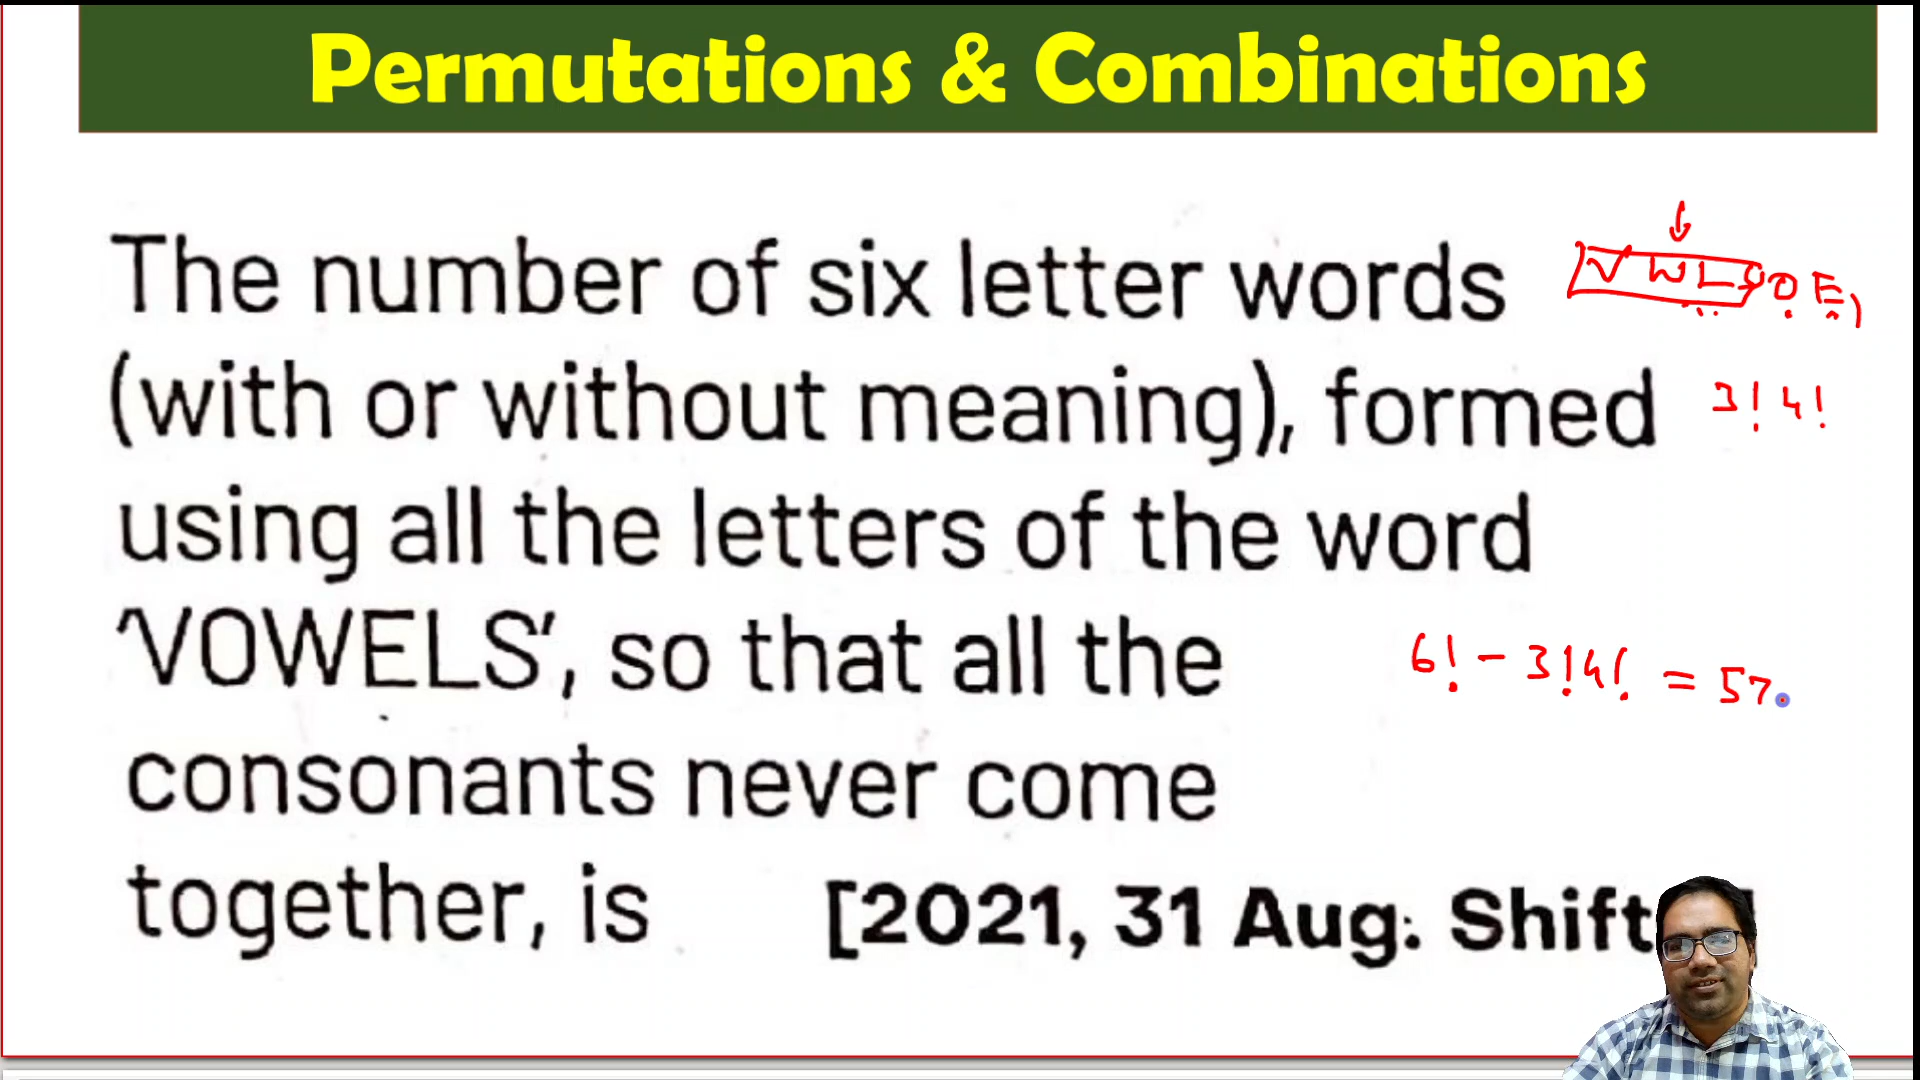 Permutations & Combinations
The number of six letter words
(with or without meaning), formed
using all the letters of the word
'VOWELS', so that all the
consonants never come
together, is [2021, 31 Aug. Shift
V W L S O E,
3! 4!
6! - 3!4! = 57